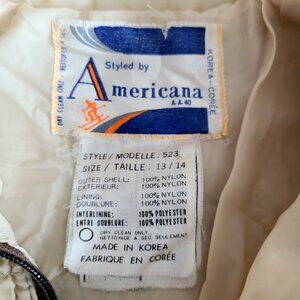 Styled by
Americana
A.A.40
KOREA-CORÉE
DRY CLEAN ONLY
STYLE / MODELLE: 523
SIZE / TAILLE: 13 / 14
OUTER SHELL: 100% NYLON
EXTERIEUR: 100% NYLON
LINING: 100% NYLON
DOUBLURE: 100% NYLON
INTERLINING: 100% POLYESTER
ENTRE DOUBLURE: 100% POLYESTER
DRY CLEAN ONLY
NETTOYAGE A SEC SEULEMENT
MADE IN KOREA
FABRIQUE EN CORÉE